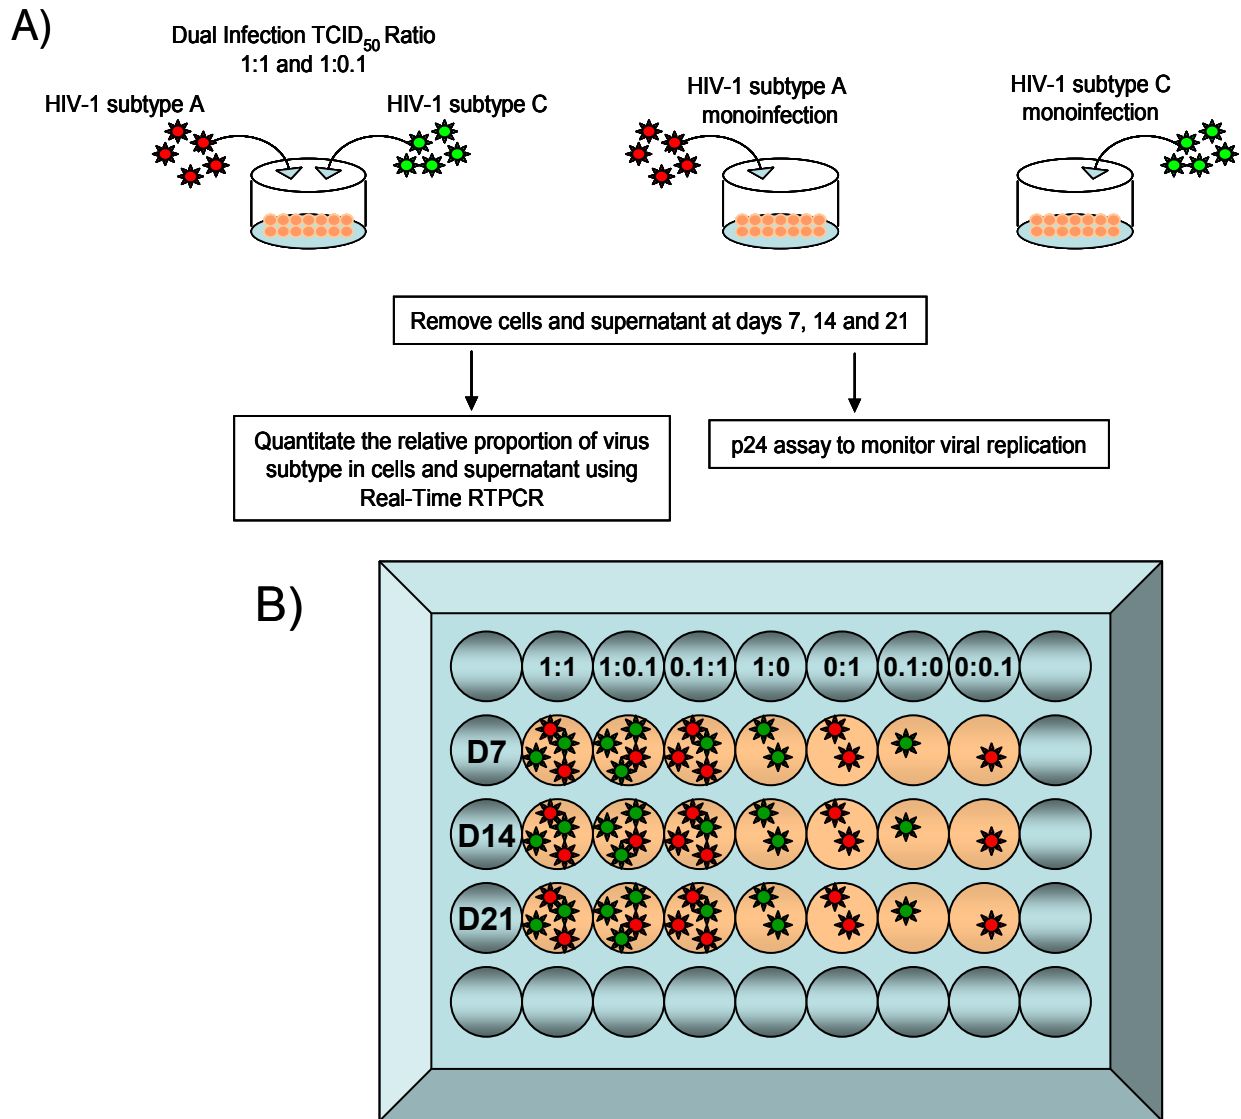 A)
Dual Infection TCID50 Ratio
1:1 and 1:0.1
HIV-1 subtype A
HIV-1 subtype C
HIV-1 subtype A
monoinfection
HIV-1 subtype C
monoinfection
Remove cells and supernatant at days 7, 14 and 21
Quantitate the relative proportion of virus
subtype in cells and supernatant using
Real-Time RTPCR
p24 assay to monitor viral replication
B)
1:1 1:0.1 0.1:1 1:0 0:1 0.1:0 0:0.1
D7
D14
D21